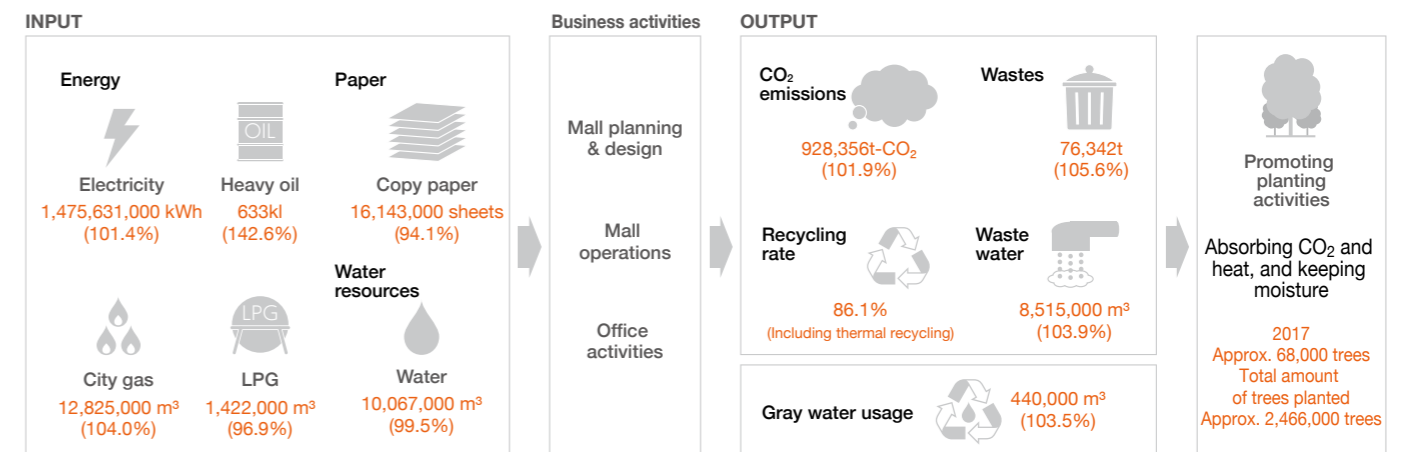 INPUT
Energy
Electricity
1,475,631,000 kWh
(101.4%)
OIL
Heavy oil
633kl
(142.6%)
Paper
Copy paper
16,143,000 sheets
(94.1%)
City gas
12,825,000 m³
(104.0%)
LPG
LPG
1,422,000 m³
(96.9%)
Water
resources
Water
10,067,000 m³
(99.5%)
Business activities
Mall planning
& design
Mall
operations
Office
activities
OUTPUT
CO₂
emissions
928,356t-CO₂
(101.9%)
Wastes
76,342t
(105.6%)
Recycling
rate
86.1%
(Including thermal recycling)
Waste
water
8,515,000 m³
(103.9%)
Gray water usage
440,000 m³
(103.5%)
Promoting
planting
activities
Absorbing CO₂ and
heat, and keeping
moisture
2017
Approx. 68,000 trees
Total amount
of trees planted
Approx. 2,466,000 trees